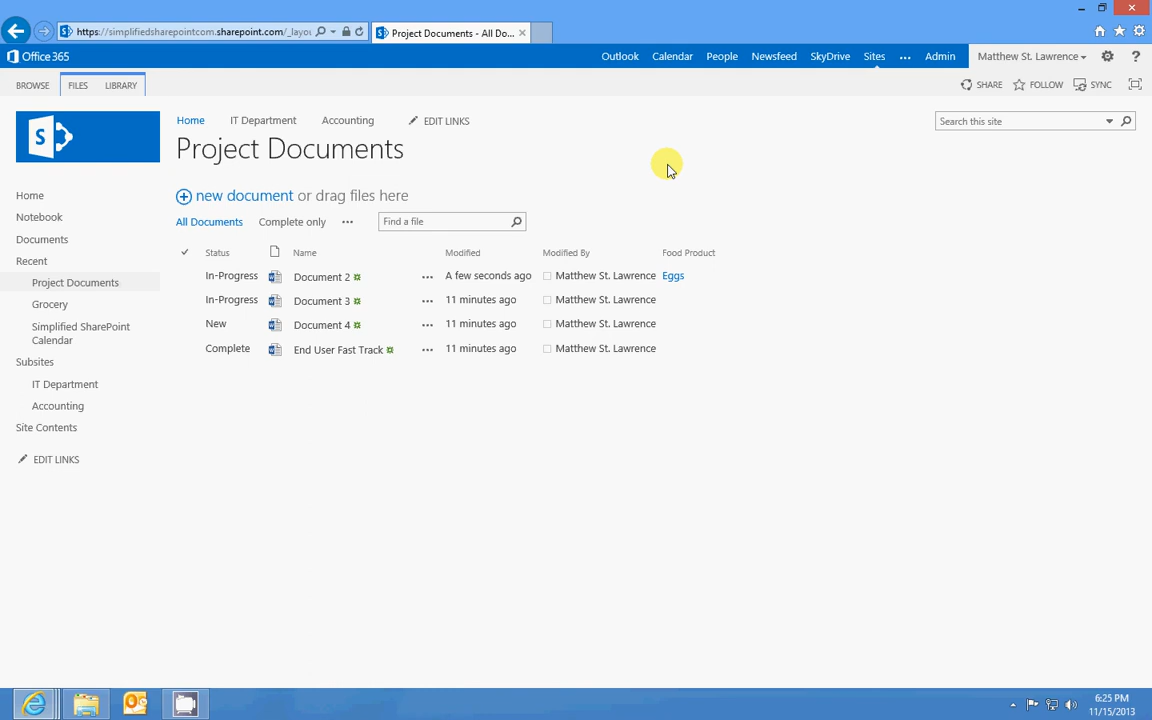 https://simplifiedsharepointcom.sharepoint.com/_layou
Project Documents - All Do...
Office 365
Outlook Calendar People Newsfeed SkyDrive Sites ... Admin Matthew St. Lawrence ?
BROWSE FILES LIBRARY
SHARE FOLLOW SYNC
Home IT Department Accounting EDIT LINKS
Search this site
Project Documents
new document or drag files here
All Documents Complete only ... Find a file
Status Name Modified Modified By Food Product
In-Progress Document 2 ... A few seconds ago Matthew St. Lawrence Eggs
In-Progress Document 3 ... 11 minutes ago Matthew St. Lawrence
New Document 4 ... 11 minutes ago Matthew St. Lawrence
Complete End User Fast Track ... 11 minutes ago Matthew St. Lawrence
Home
Notebook
Documents
Recent
Project Documents
Grocery
Simplified SharePoint
Calendar
Subsites
IT Department
Accounting
Site Contents
EDIT LINKS
6:25 PM
11/15/2013